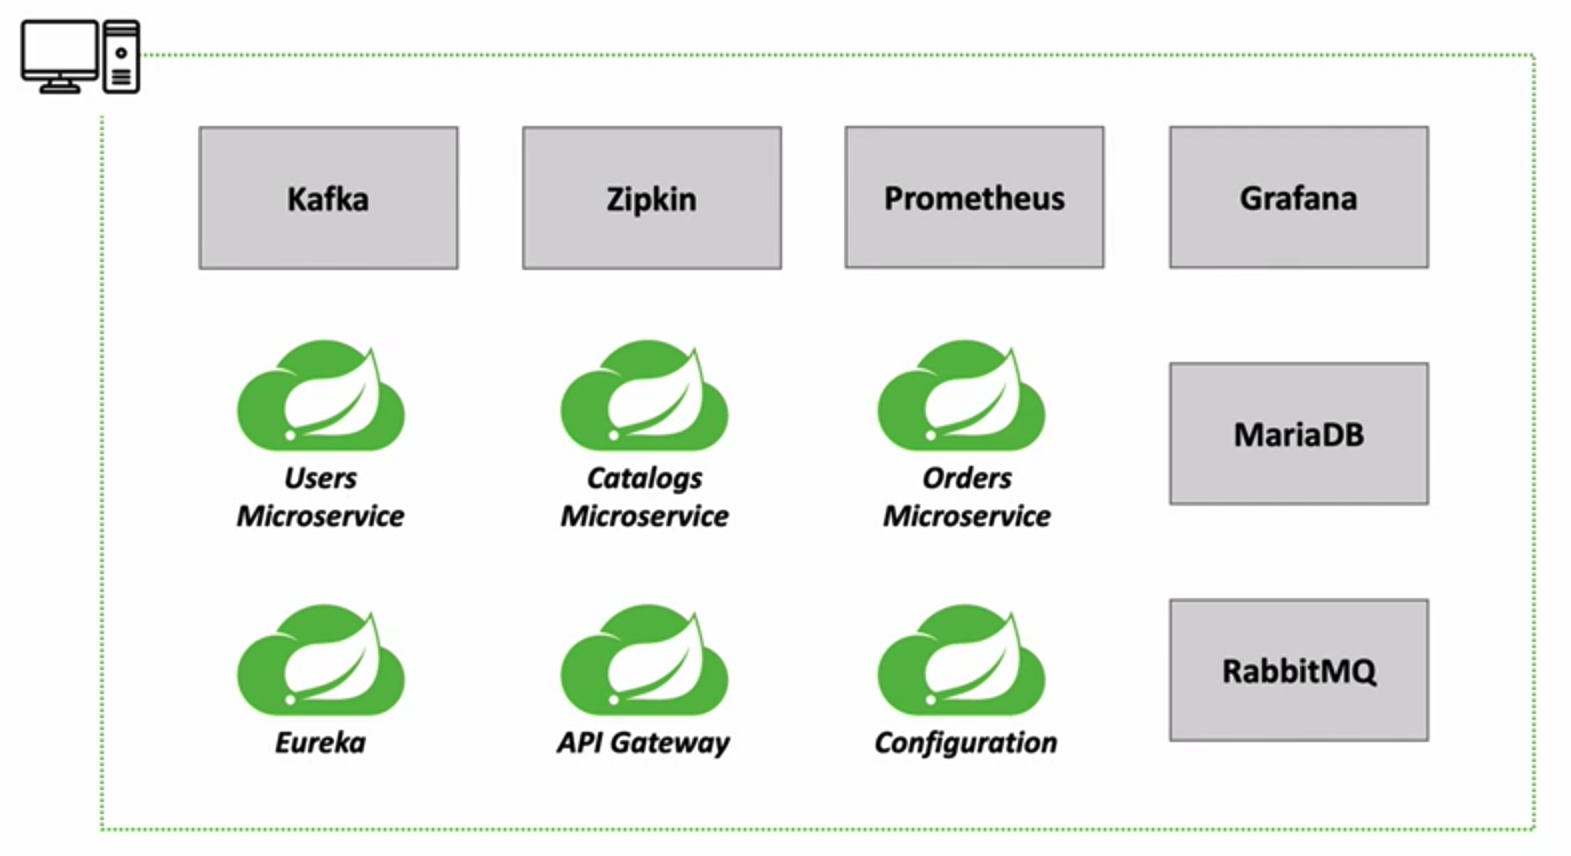 Kafka
Zipkin
Prometheus
Grafana
Users
Microservice
Catalogs
Microservice
Orders
Microservice
MariaDB
Eureka
API Gateway
Configuration
RabbitMQ